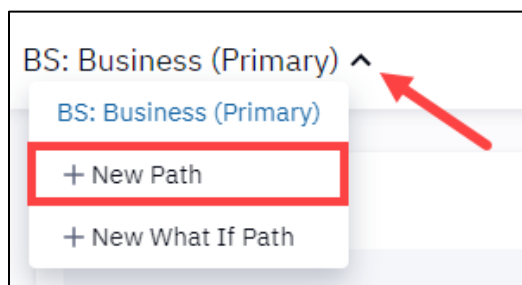 BS: Business (Primary)
BS: Business (Primary)
+ New Path
+ New What If Path